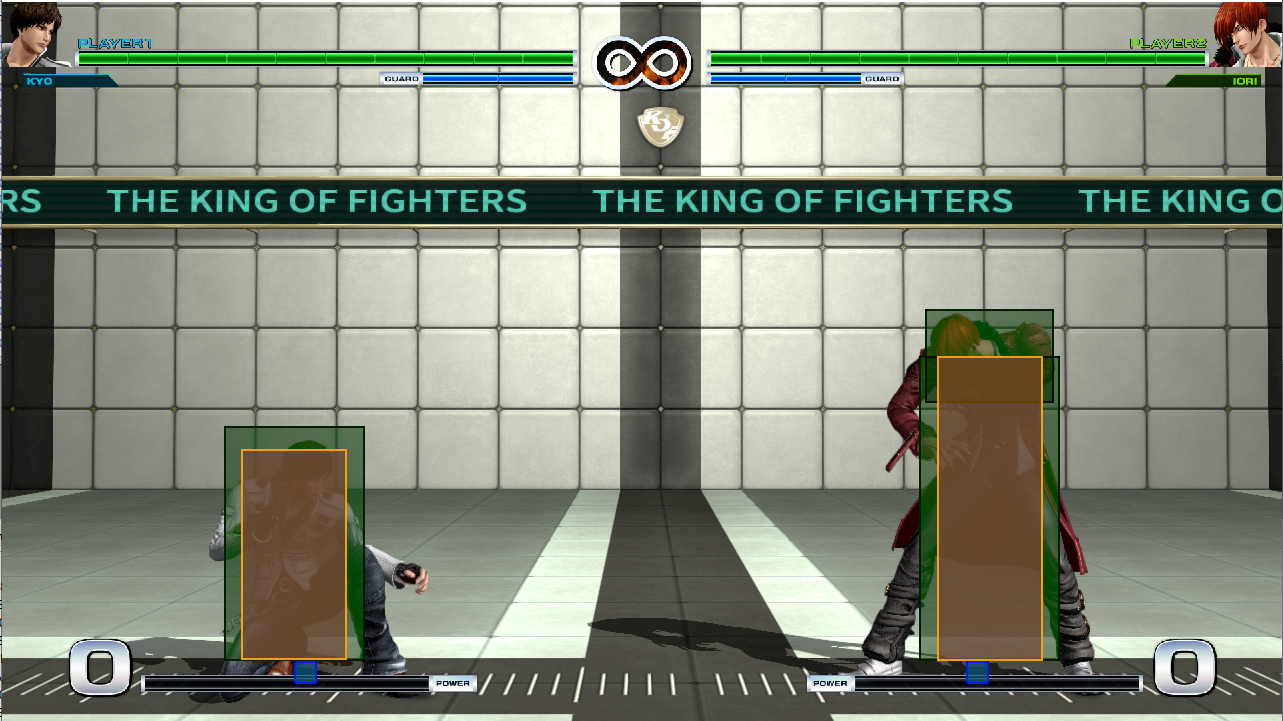 PLAYER1
PLAYER2
KYO
GUARD
GUARD
IORI
KOF
RS THE KING OF FIGHTERS THE KING OF FIGHTERS THE KING O
0
POWER
POWER
0